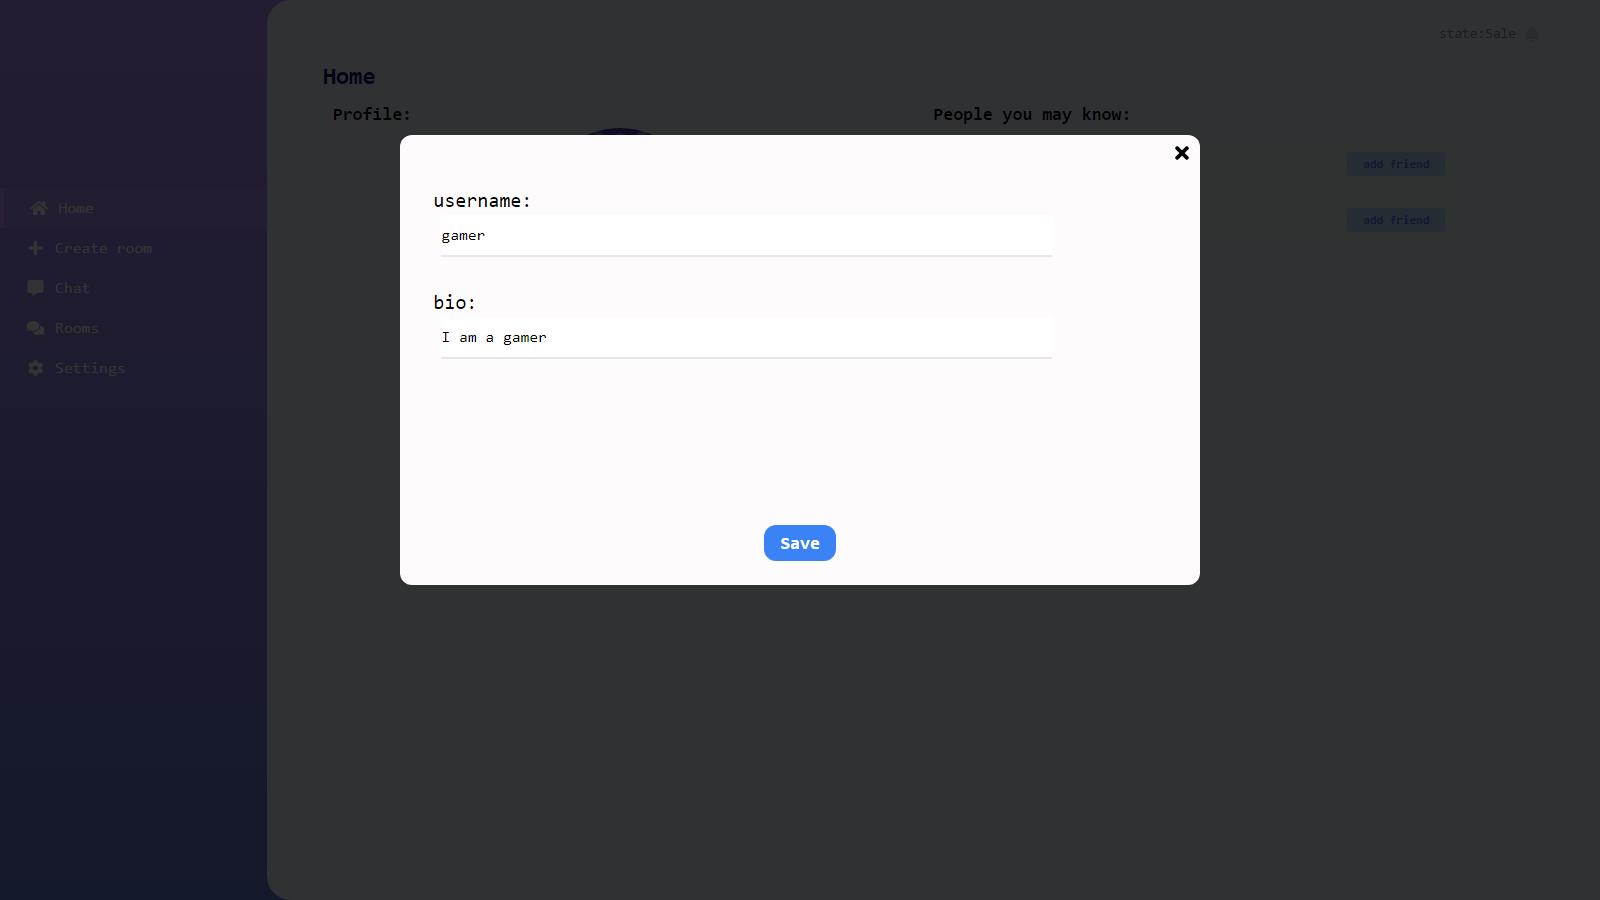 state:Sale
Home
Profile:
People you may know:
add friend
add friend
Home
Create room
Chat
Rooms
Settings
username:
gamer
bio:
I am a gamer
Save